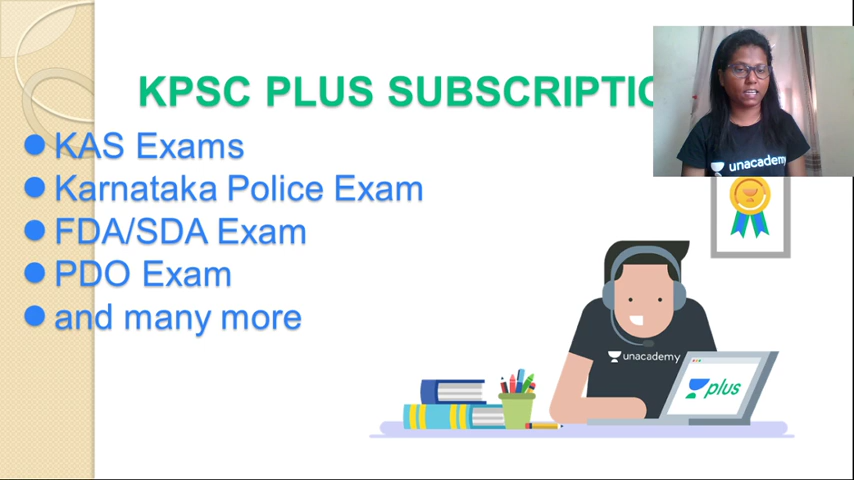 KPSC PLUS SUBSCRIPTIO
KAS Exams
Karnataka Police Exam
FDA/SDA Exam
PDO Exam
and many more
unacademy
unacademy
plus